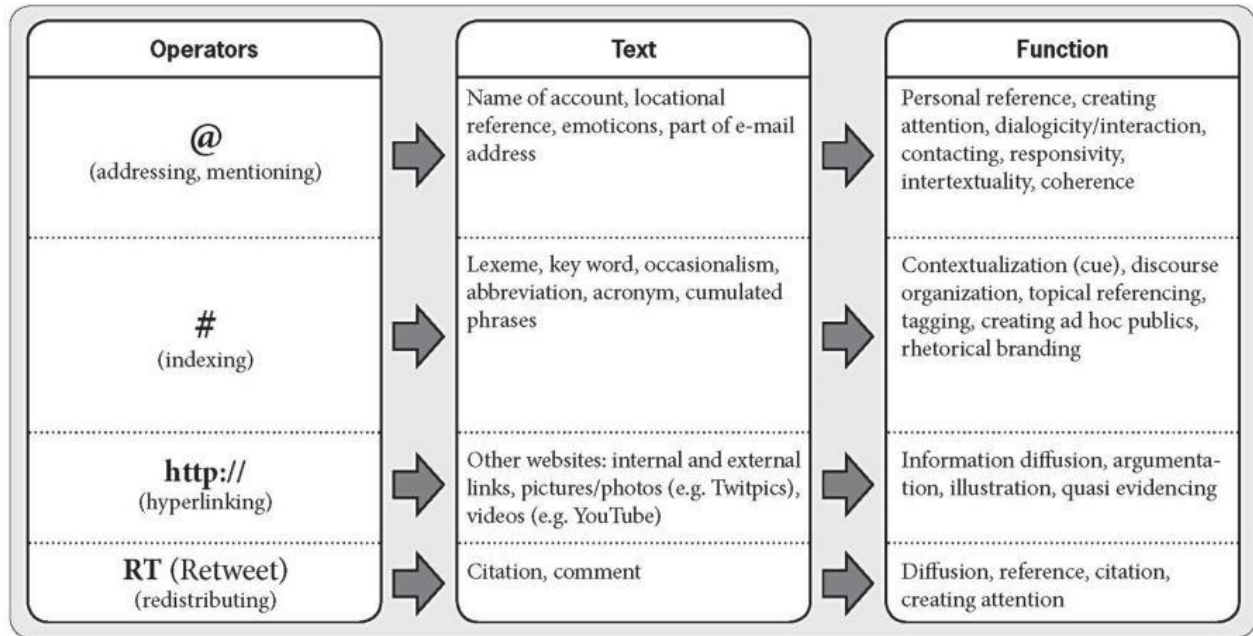 Operators
Text
Function
@
(addressing, mentioning)
Name of account, locational
reference, emoticons, part of e-mail
address
Personal reference, creating
attention, dialogicity/interaction,
contacting, responsivity,
intertextuality, coherence
#
(indexing)
Lexeme, key word, occasionalism,
abbreviation, acronym, cumulated
phrases
Contextualization (cue), discourse
organization, topical referencing,
tagging, creating ad hoc publics,
rhetorical branding
http://
(hyperlinking)
Other websites: internal and external
links, pictures/photos (e.g. Twitpics),
videos (e.g. YouTube)
Information diffusion, argumenta-
tion, illustration, quasi evidencing
RT (Retweet)
(redistributing)
Citation, comment
Diffusion, reference, citation,
creating attention